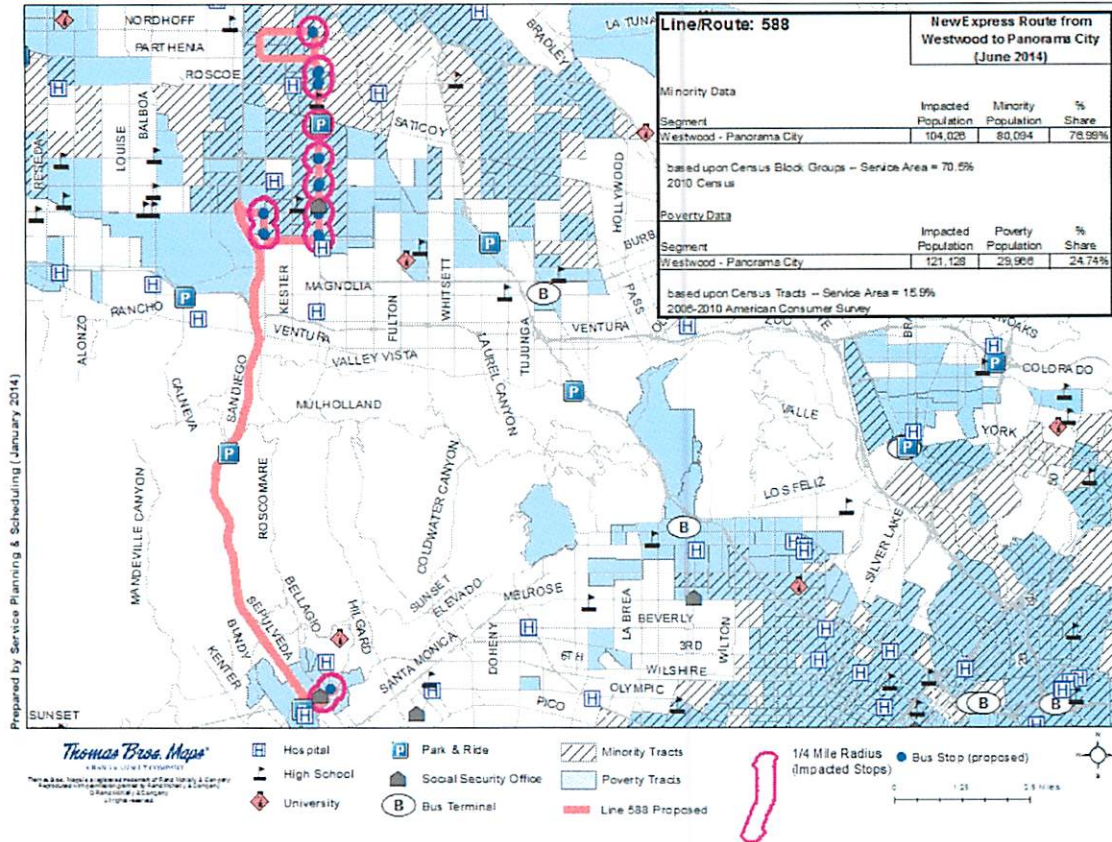 Line/Route: 588
New Express Route from
Westwood to Panorama City
(June 2014)
Minority Data
Impacted Minority %
Segment Population Population Share
Westwood - Panorama City 104,026 80,094 76.99%
based upon Census Block Groups -- Service Area = 70.5%
2010 Census
Poverty Data
Impacted Poverty %
Segment Population Population Share
Westwood - Panorama City 121,128 29,966 24.74%
based upon Census Tracts -- Service Area = 15.9%
2006-2010 American Consumer Survey
NORDHOFF
PARTHENIA
ROSCOE
RESEDA
LOUISE
BALBOA
SATICOY
BRADLEY
LA TUNA
HOLLYWOOD
BURB
PASS
KESTER
MAGNOLIA
FULTON
WHITSETT
TUJUNGA
RANCHO
ALONZO
VENTURA
VENTURA
VALLEY VISTA
LAUREL CANYON
CALNEVA
SAN DIEGO
MULHOLLAND
OAKS
COLORADO
VALLE
YORK
50
LOS FELIZ
SILVER LAKE
MANDEVILLE CANYON
ROSCOMARE
COLDWATER CANYON
SUNSET
ELEVADO
MELROSE
BELLAGIO
HILGARD
SEPULVEDA
BUNDY
KENTER
SANTA MONICA
DOHENY
LA BREA
BEVERLY
3RD
WILTON
6TH
WILSHIRE
OLYMPIC
PICO
SUNSET
Prepared by Service Planning & Scheduling (January 2014)
Thomas Bros. Maps
Hospital
High School
University
Park & Ride
Social Security Office
Bus Terminal
Minority Tracts
Poverty Tracts
Line 588 Proposed
1/4 Mile Radius
(Impacted Stops)
Bus Stop (proposed)
All rights reserved.